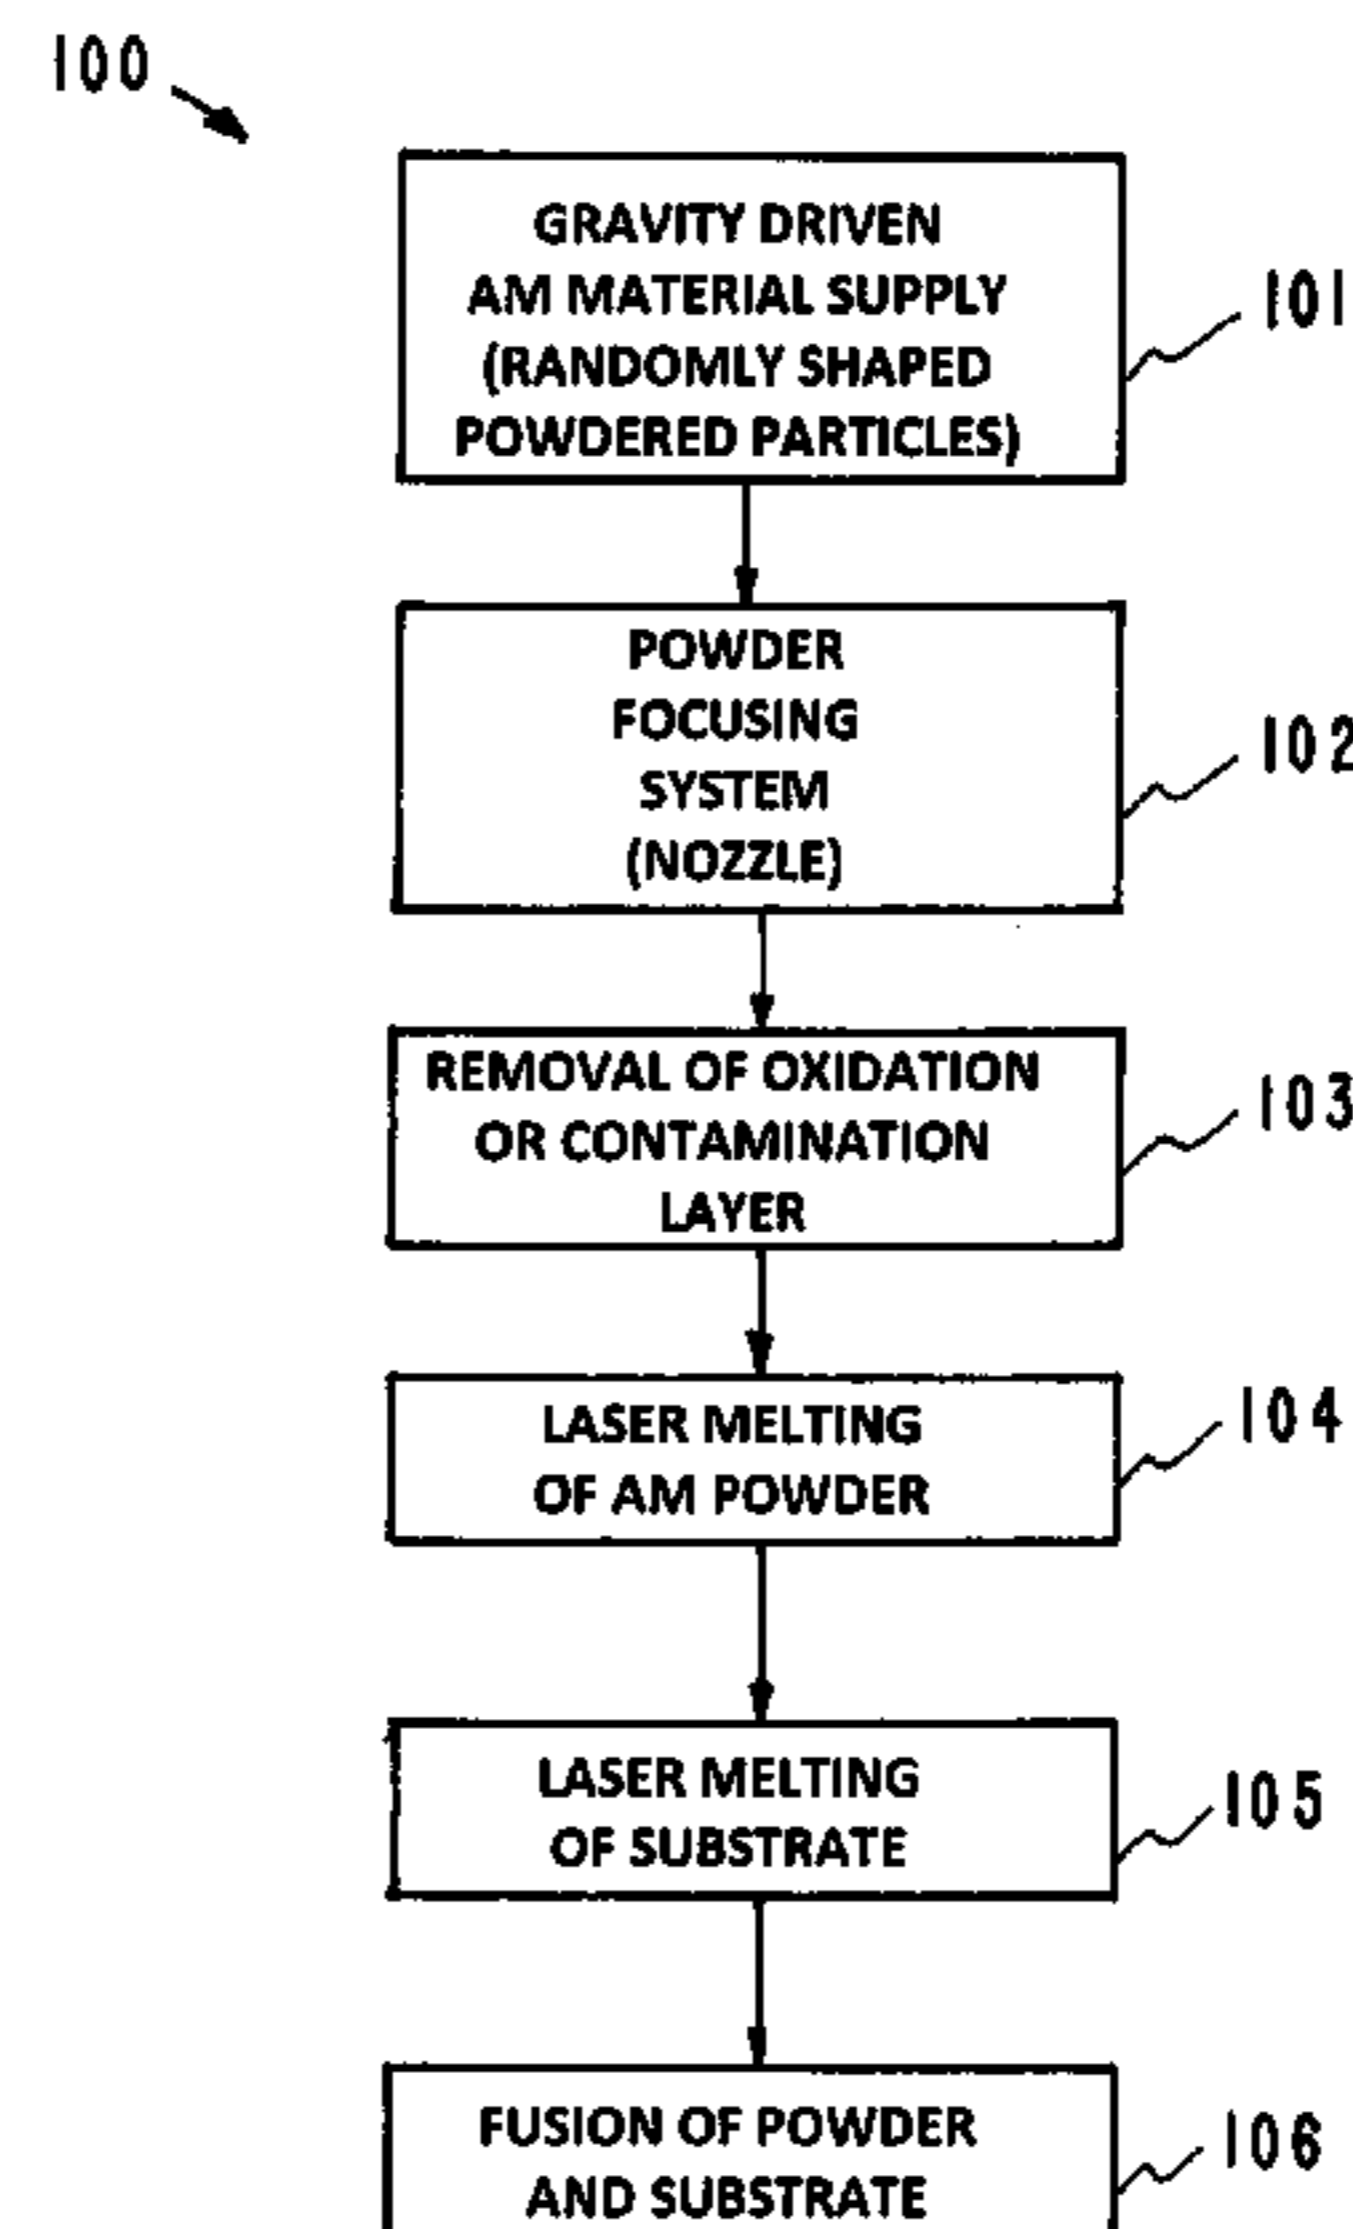 100
GRAVITY DRIVEN
AM MATERIAL SUPPLY
(RANDOMLY SHAPED
POWDERED PARTICLES)
101
POWDER
FOCUSING
SYSTEM
(NOZZLE)
102
REMOVAL OF OXIDATION
OR CONTAMINATION
LAYER
103
LASER MELTING
OF AM POWDER
104
LASER MELTING
OF SUBSTRATE
105
FUSION OF POWDER
AND SUBSTRATE
106